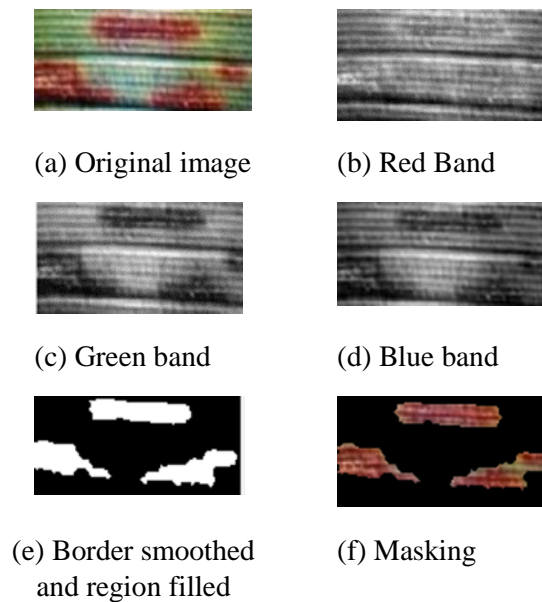 (a) Original image
(b) Red Band
(c) Green band
(d) Blue band
(e) Border smoothed
and region filled
(f) Masking